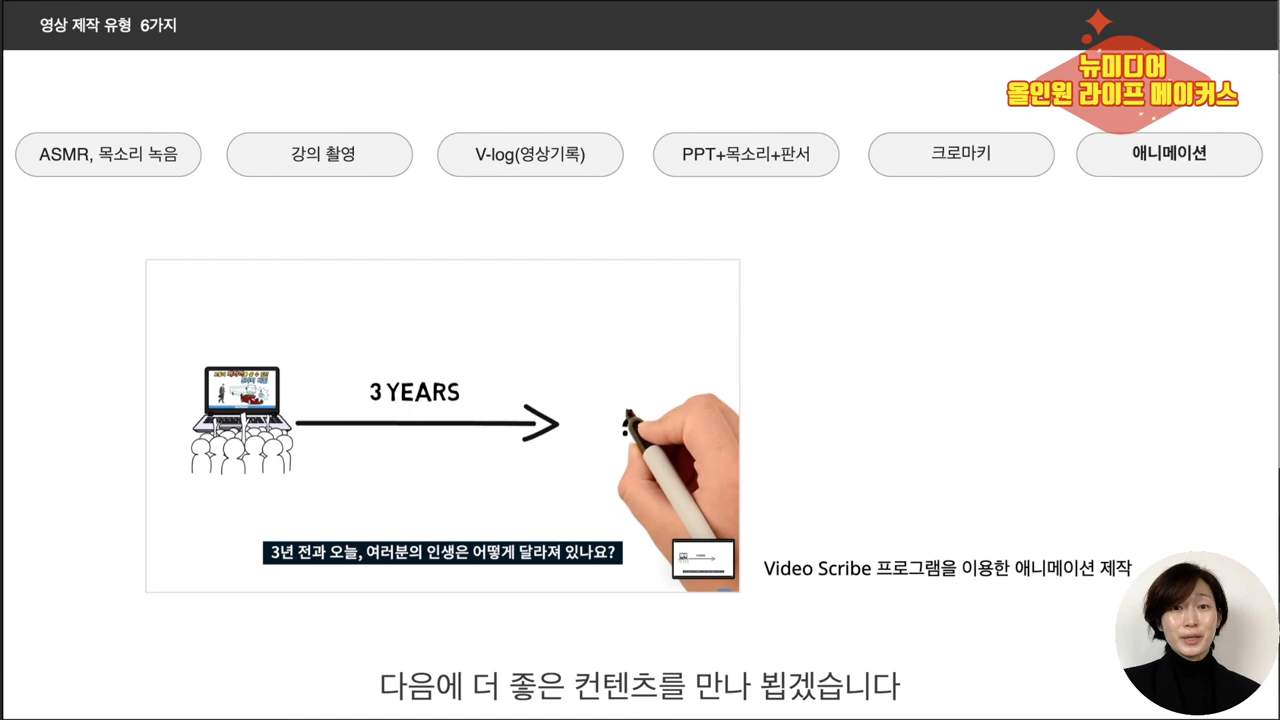 영상 제작 유형 6가지
뉴미디어
올인원 라이프 메이커스
ASMR, 목소리 녹음
강의 촬영
V-log(영상기록)
PPT+목소리+판서
크로마키
애니메이션
3 YEARS
3년 전과 오늘, 여러분의 인생은 어떻게 달라져 있나요?
Video Scribe 프로그램을 이용한 애니메이션 제작
다음에 더 좋은 컨텐츠를 만나 뵙겠습니다